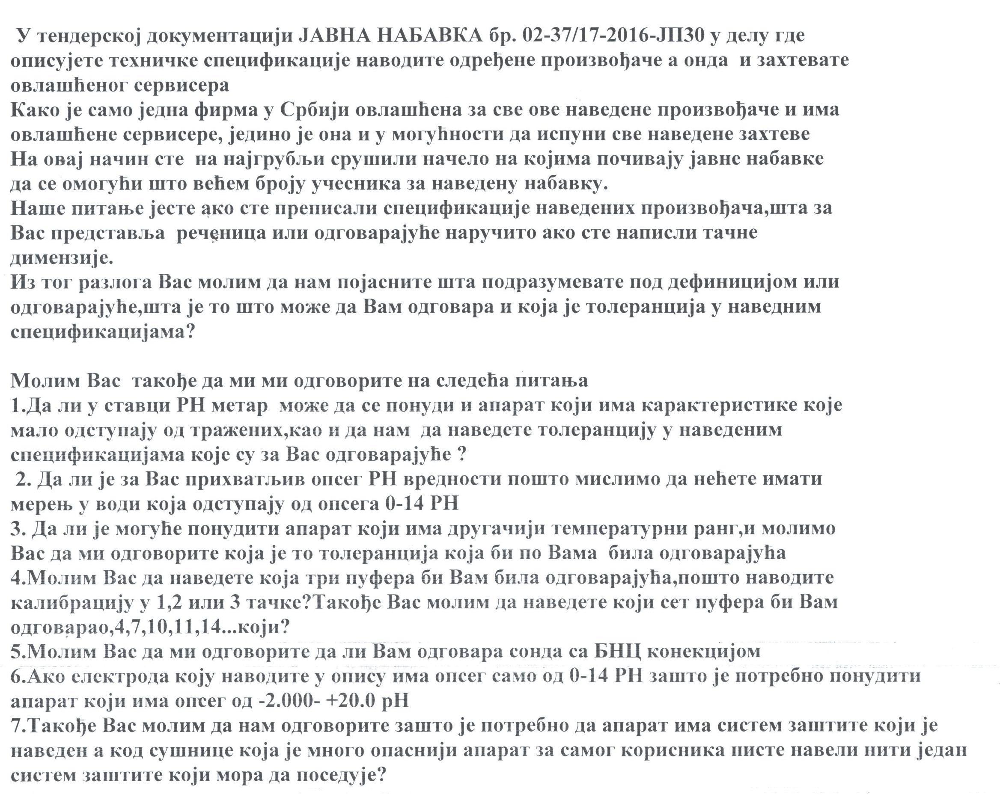 У тендерској документацији ЈАВНА НАБАВКА бр. 02-37/17-2016-ЈП30 у делу где
описујете техничке спецификације наводите одређене произвођаче а онда и захтевате
овлашћеног сервисера
Како је само једна фирма у Србији овлашћена за све ове наведене произвођаче и има
овлашћене сервисере, једино је она и у могућности да испуни све наведене захтеве
На овај начин сте на најгрубљи срушили начело на којима почивају јавне набавке
да се омогући што већем броју учесника за наведену набавку.
Наше питање јесте ако сте преписали спецификације наведених произвођача,шта за
Вас представља реченица или одговарајуће наручито ако сте написли тачне
димензије.
Из тог разлога Вас молим да нам појасните шта подразумевате под дефиницијом или
одговарајуће,шта је то што може да Вам одговара и која је толеранција у наведним
спецификацијама?
Молим Вас такође да ми ми одговорите на следећа питања
1.Да ли у ставци РН метар може да се понуди и апарат који има карактеристике које
мало одступају од тражених,као и да нам да наведете толеранцију у наведеним
спецификацијама које су за Вас одговарајуће ?
2. Да ли је за Вас прихватљив опсег РН вредности пошто мислимо да нећете имати
мерењ у води која одступају од опсега 0-14 РН
3. Да ли је могуће понудити апарат који има другачији температурни ранг,и молимо
Вас да ми одговорите која је то толеранција која би по Вама била одговарајућа
4.Молим Вас да наведете која три пуфера би Вам била одговарајућа,пошто наводите
калибрацију у 1,2 или 3 тачке?Такође Вас молим да наведете који сет пуфера би Вам
одговарао,4,7,10,11,14...који?
5.Молим Вас да ми одговорите да ли Вам одговара сонда са БНЦ конекцијом
6.Ако електрода коју наводите у опису има опсег само од 0-14 РН зашто је потребно понудити
апарат који има опсег од -2.000- +20.0 pH
7.Такође Вас молим да нам одговорите зашто је потребно да апарат има систем заштите који је
наведен а код сушнице која је много опаснији апарат за самог корисника нисте навели нити један
систем заштите који мора да поседује?